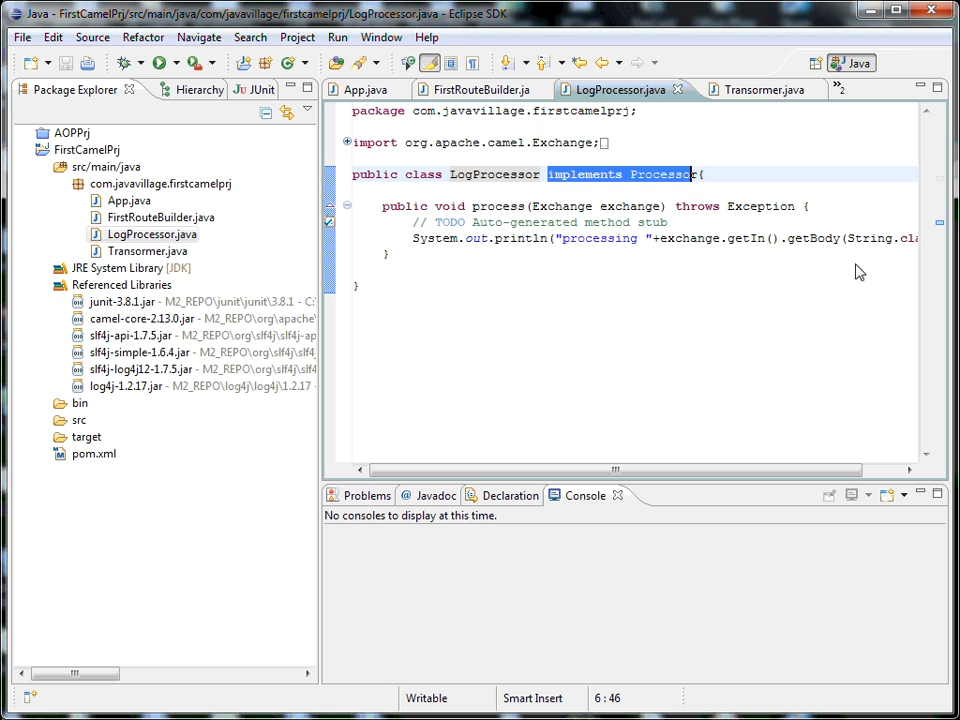 Java - FirstCamelPrj/src/main/java/com/javavillage/firstcamelprj/LogProcessor.java - Eclipse SDK
File Edit Source Refactor Navigate Search Project Run Window Help
Java
Package Explorer Hierarchy JUnit
App.java FirstRouteBuilder.ja LogProcessor.java Transormer.java »2
AOPPrj
FirstCamelPrj
src/main/java
com.javavillage.firstcamelprj
App.java
FirstRouteBuilder.java
LogProcessor.java
Transormer.java
JRE System Library [JDK]
Referenced Libraries
junit-3.8.1.jar - M2_REPO\junit\junit\3.8.1 - C:
camel-core-2.13.0.jar - M2_REPO\org\apache\
slf4j-api-1.7.5.jar - M2_REPO\org\slf4j\slf4j-ap
slf4j-simple-1.6.4.jar - M2_REPO\org\slf4j\slf
slf4j-log4j12-1.7.5.jar - M2_REPO\org\slf4j\slf4
log4j-1.2.17.jar - M2_REPO\log4j\log4j\1.2.17 -
bin
src
target
pom.xml
package com.javavillage.firstcamelprj;
import org.apache.camel.Exchange;
public class LogProcessor implements Processor{
public void process(Exchange exchange) throws Exception {
// TODO Auto-generated method stub
System.out.println("processing "+exchange.getIn().getBody(String.cla
}
}
Problems @ Javadoc Declaration Console
No consoles to display at this time.
Writable Smart Insert 6 : 46